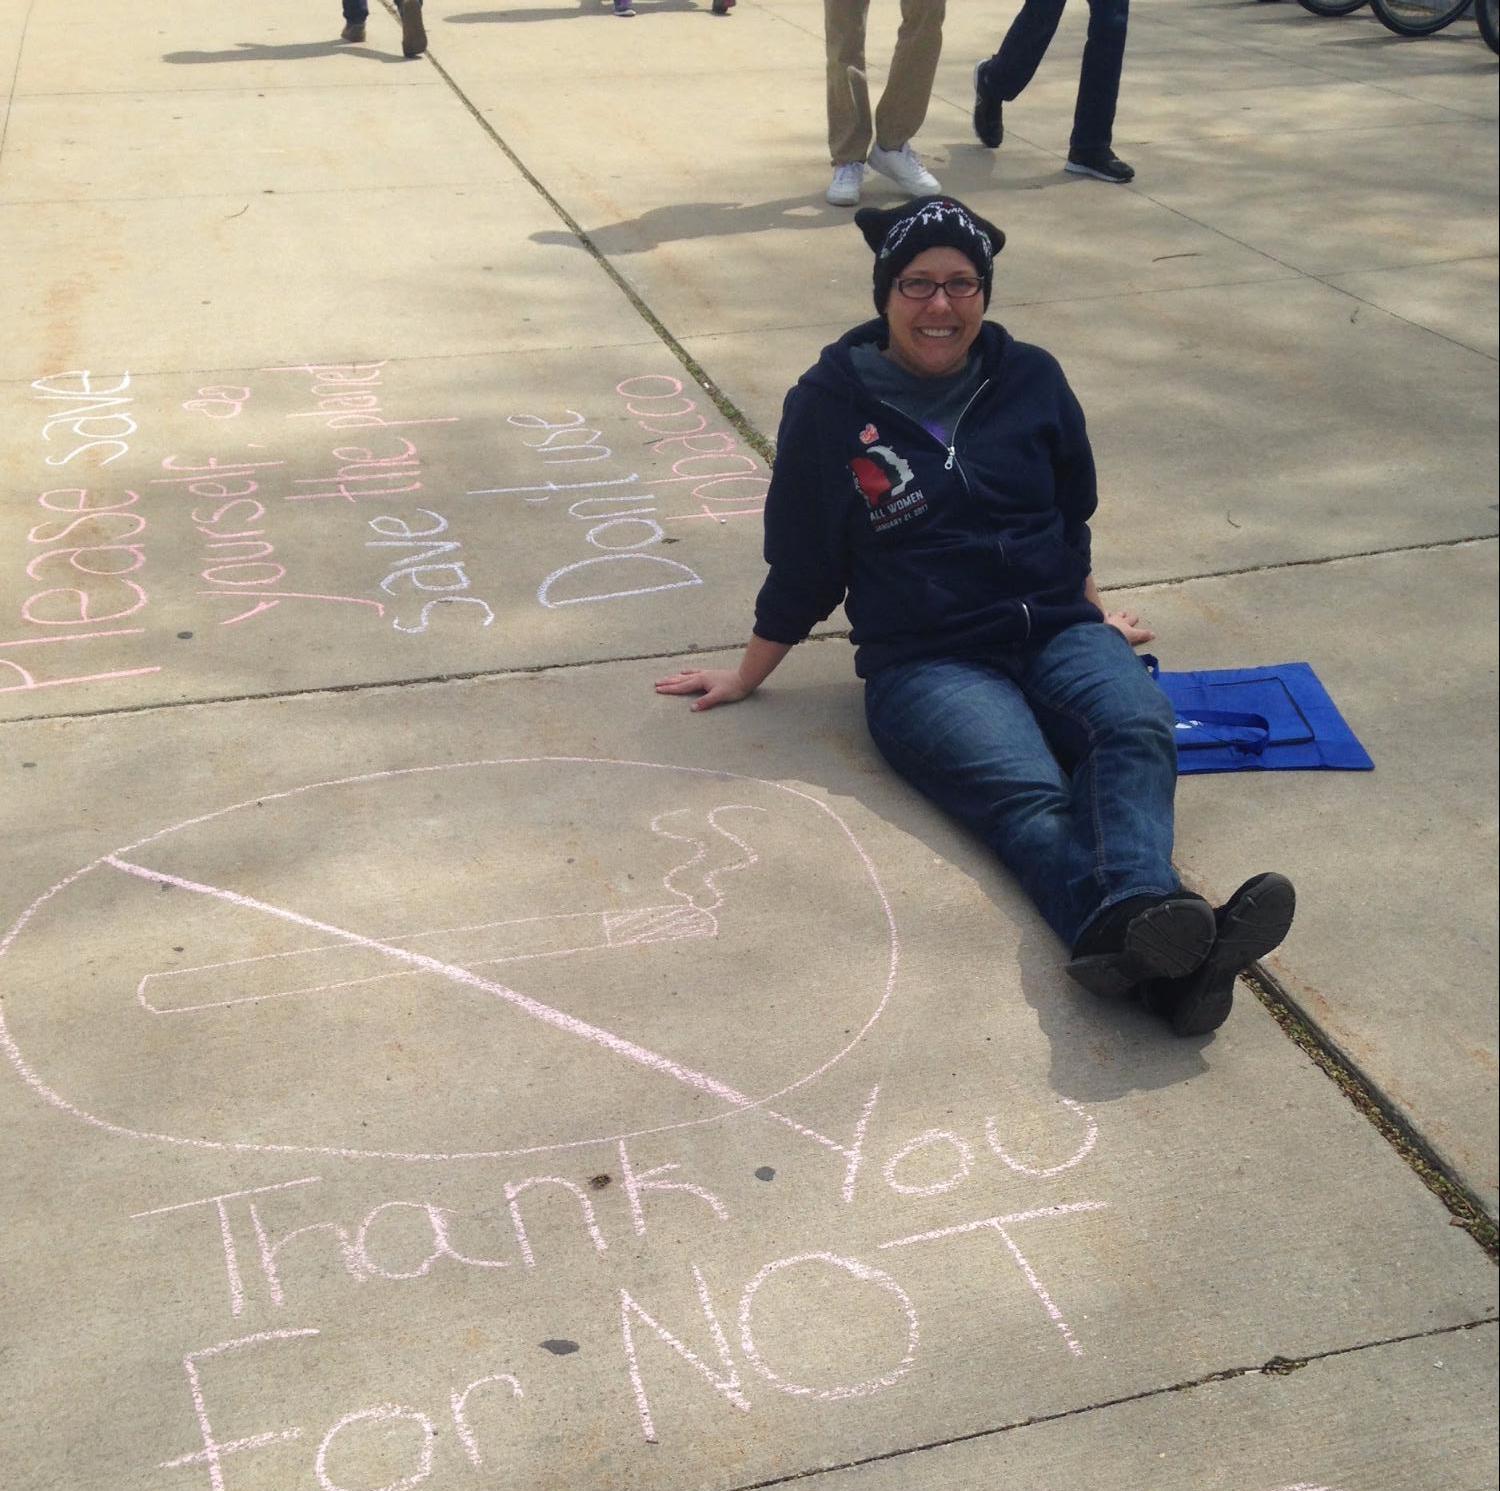 Please save
yourself, &
save the planet
Don't use
tobacco
ALL WOMEN
JANUARY 21, 2017
Thank You
For NOT